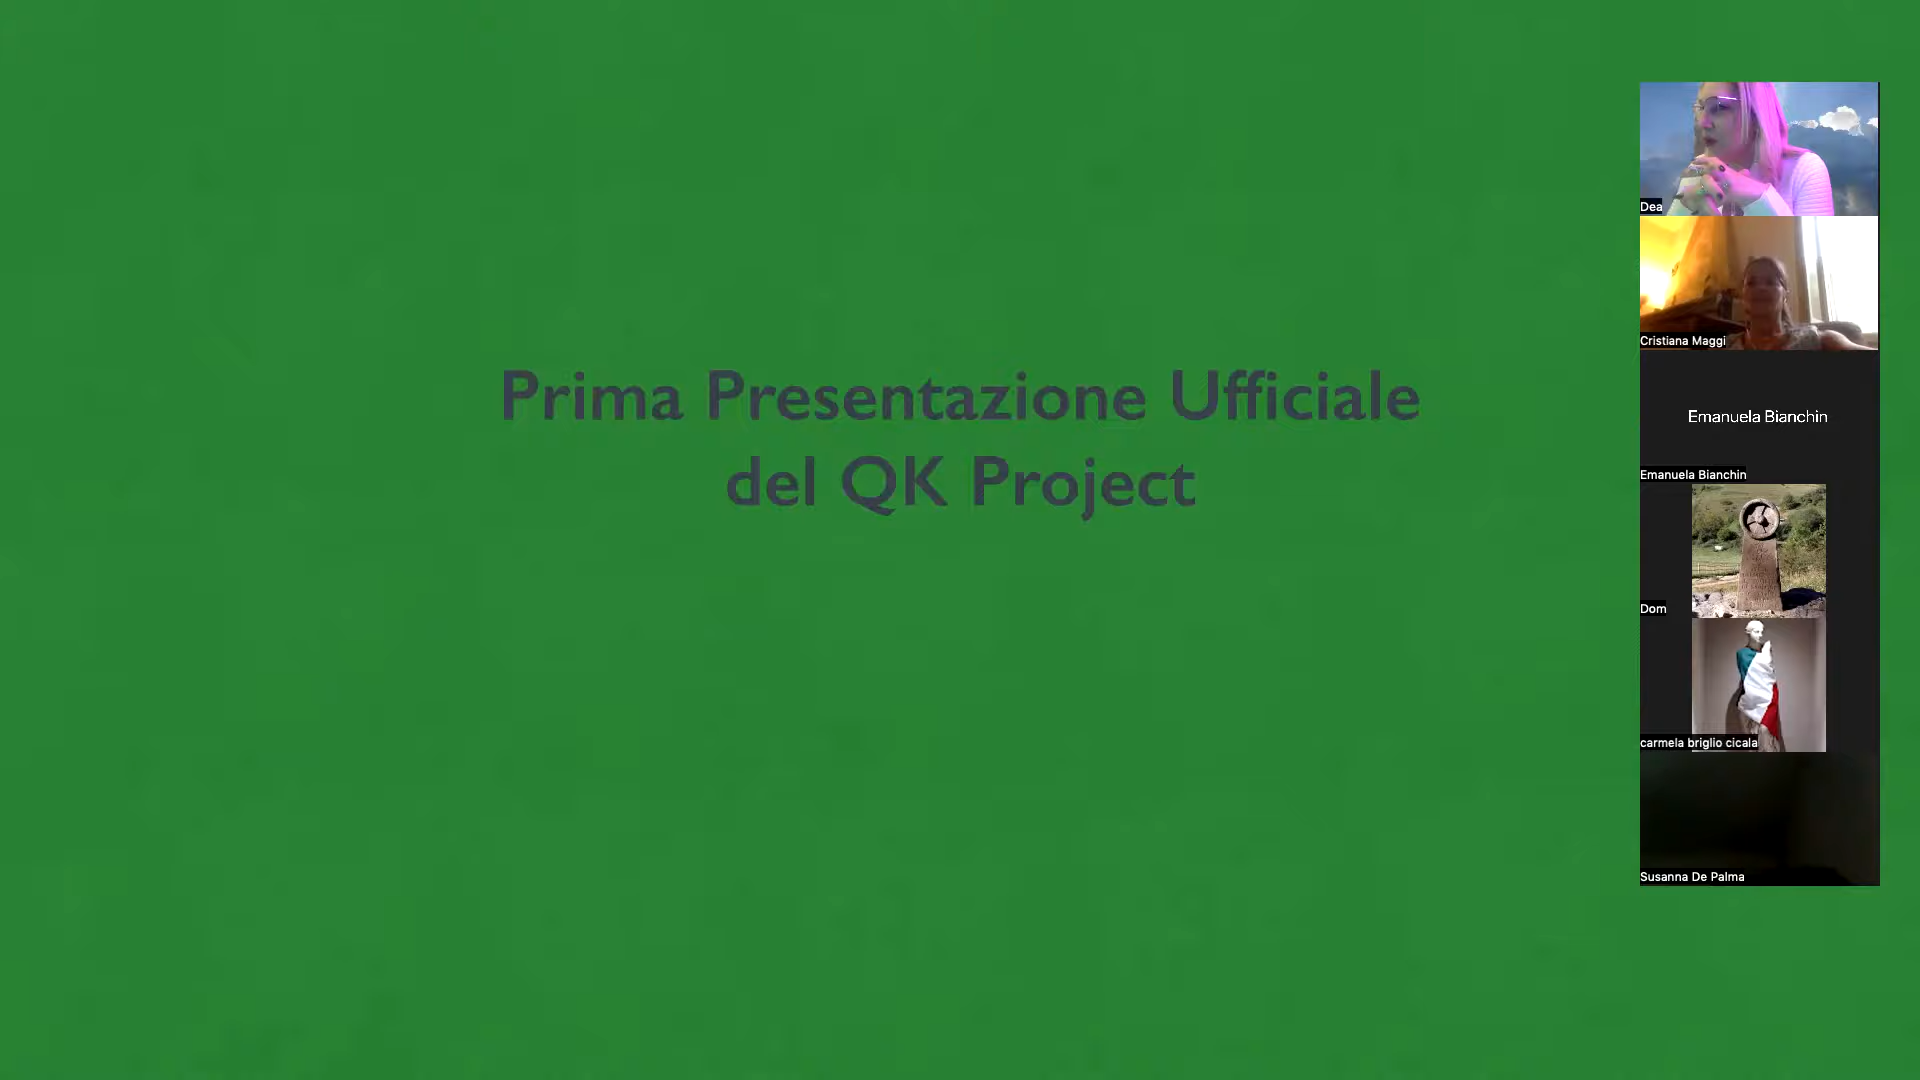 Prima Presentazione Ufficiale
del QK Project
Dea
Cristiana Maggi
Emanuela Bianchin
Emanuela Bianchin
Dom
carmela briglio cicala
Susanna De Palma